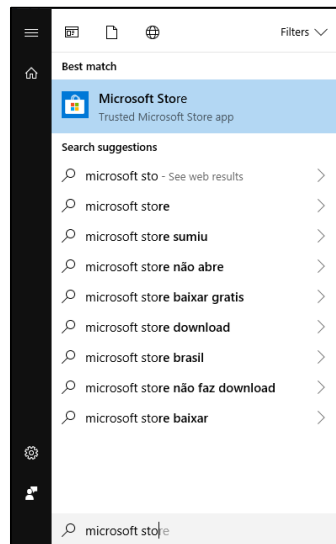 Filters
Best match
Microsoft Store
Trusted Microsoft Store app
Search suggestions
microsoft sto - See web results
microsoft store
microsoft store sumiu
microsoft store não abre
microsoft store baixar gratis
microsoft store download
microsoft store brasil
microsoft store não faz download
microsoft store baixar
microsoft store